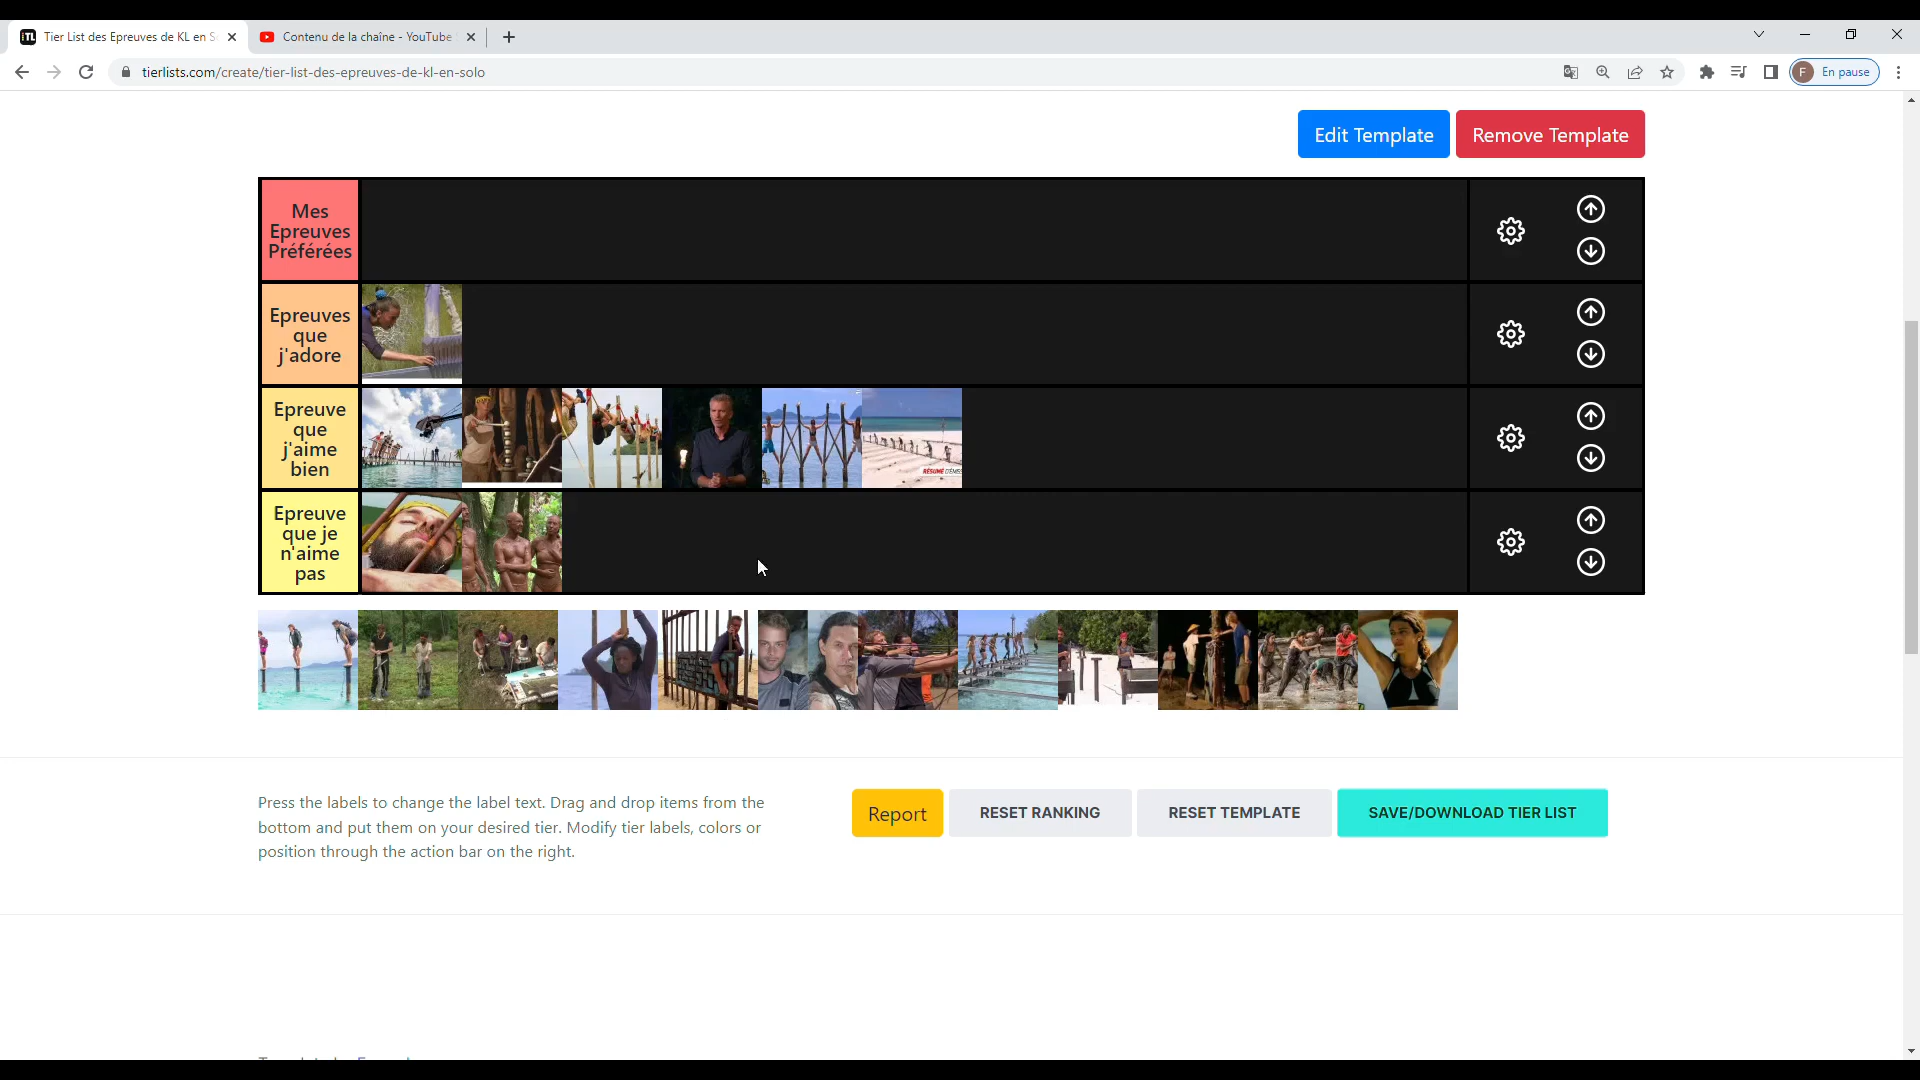 Tier List des Epreuves de KL en S
Contenu de la chaîne - YouTube
tierlists.com/create/tier-list-des-epreuves-de-kl-en-solo
F
En pause
Edit Template
Remove Template
Mes
Epreuves
Préférées
Epreuves
que
j'adore
Epreuve
que
j'aime
bien
RÉSUMÉ
Epreuve
que je
n'aime
pas
Press the labels to change the label text. Drag and drop items from the
bottom and put them on your desired tier. Modify tier labels, colors or
position through the action bar on the right.
Report
RESET RANKING
RESET TEMPLATE
SAVE/DOWNLOAD TIER LIST